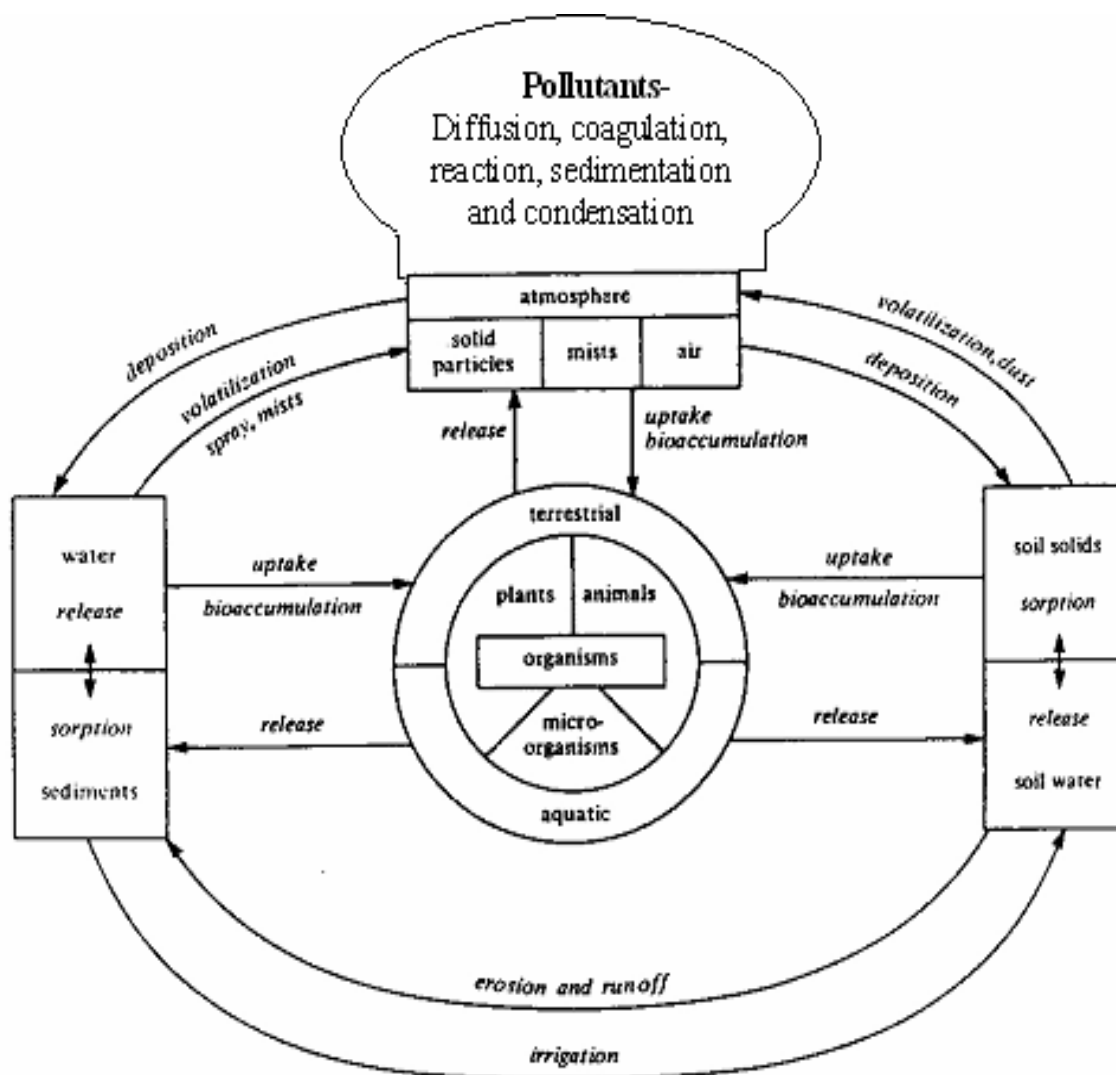 Pollutants-
Diffusion, coagulation,
reaction, sedimentation
and condensation
atmosphere
solid
particles
mists
air
deposition
volatilization
spray, mists
release
uptake
bioaccumulation
volatilization, dust
deposition
water
release
sorption
sediments
uptake
bioaccumulation
release
terrestrial
plants
animals
organisms
micro-
organisms
aquatic
uptake
bioaccumulation
release
soil solids
sorption
release
soil water
erosion and runoff
irrigation